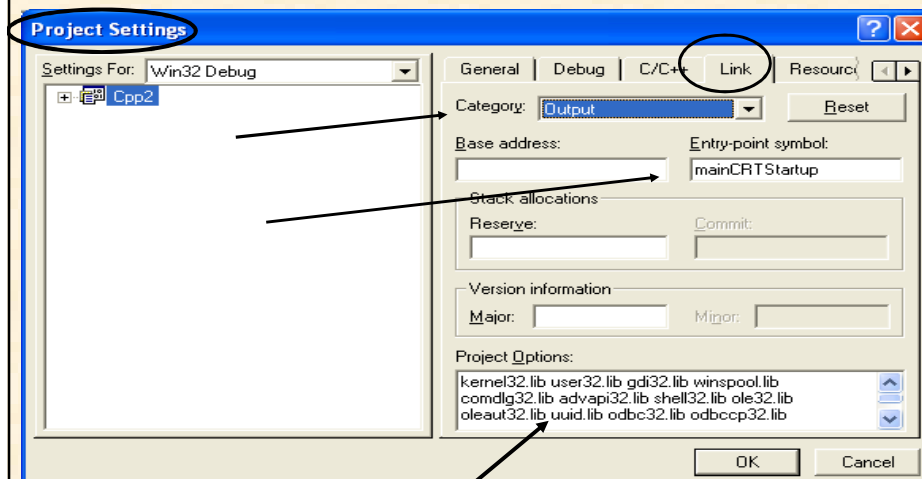 Project Settings
Settings For: Win32 Debug
Cpp2
General Debug C/C++ Link Resourc
Category: Output Reset
Base address: Entry-point symbol:
mainCRTStartup
Stack allocations
Reserve: Commit:
Version information
Major: Minor:
Project Options:
kernel32.lib user32.lib gdi32.lib winspool.lib
comdlg32.lib advapi32.lib shell32.lib ole32.lib
oleaut32.lib uuid.lib odbc32.lib odbccp32.lib
OK Cancel